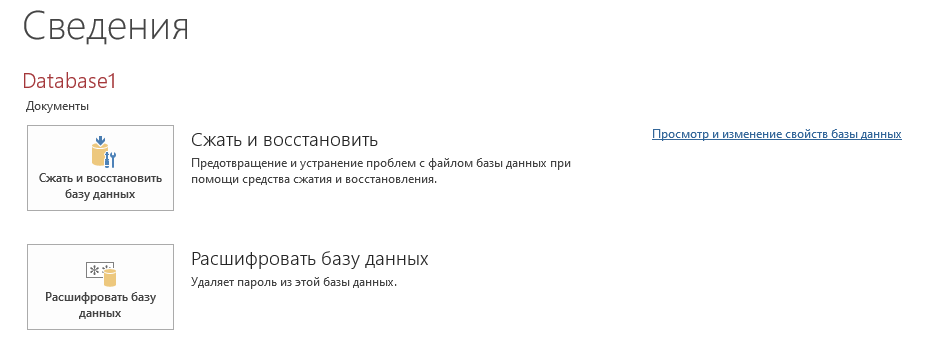 Сведения
Database1
Документы
Сжать и восстановить
базу данных
Сжать и восстановить
Предотвращение и устранение проблем с файлом базы данных при
помощи средства сжатия и восстановления.
Просмотр и изменение свойств базы данных
Расшифровать базу
данных
Расшифровать базу данных
Удаляет пароль из этой базы данных.